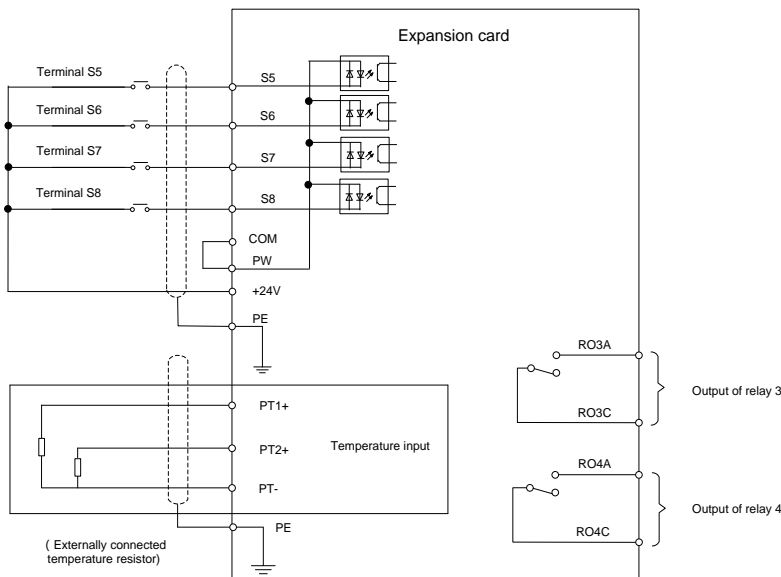 Expansion card
Terminal S5
S5
Terminal S6
S6
Terminal S7
S7
Terminal S8
S8
COM
PW
+24V
PE
RO3A
Output of relay 3
RO3C
PT1+
PT2+
Temperature input
PT-
RO4A
Output of relay 4
RO4C
PE
( Externally connected
temperature resistor)